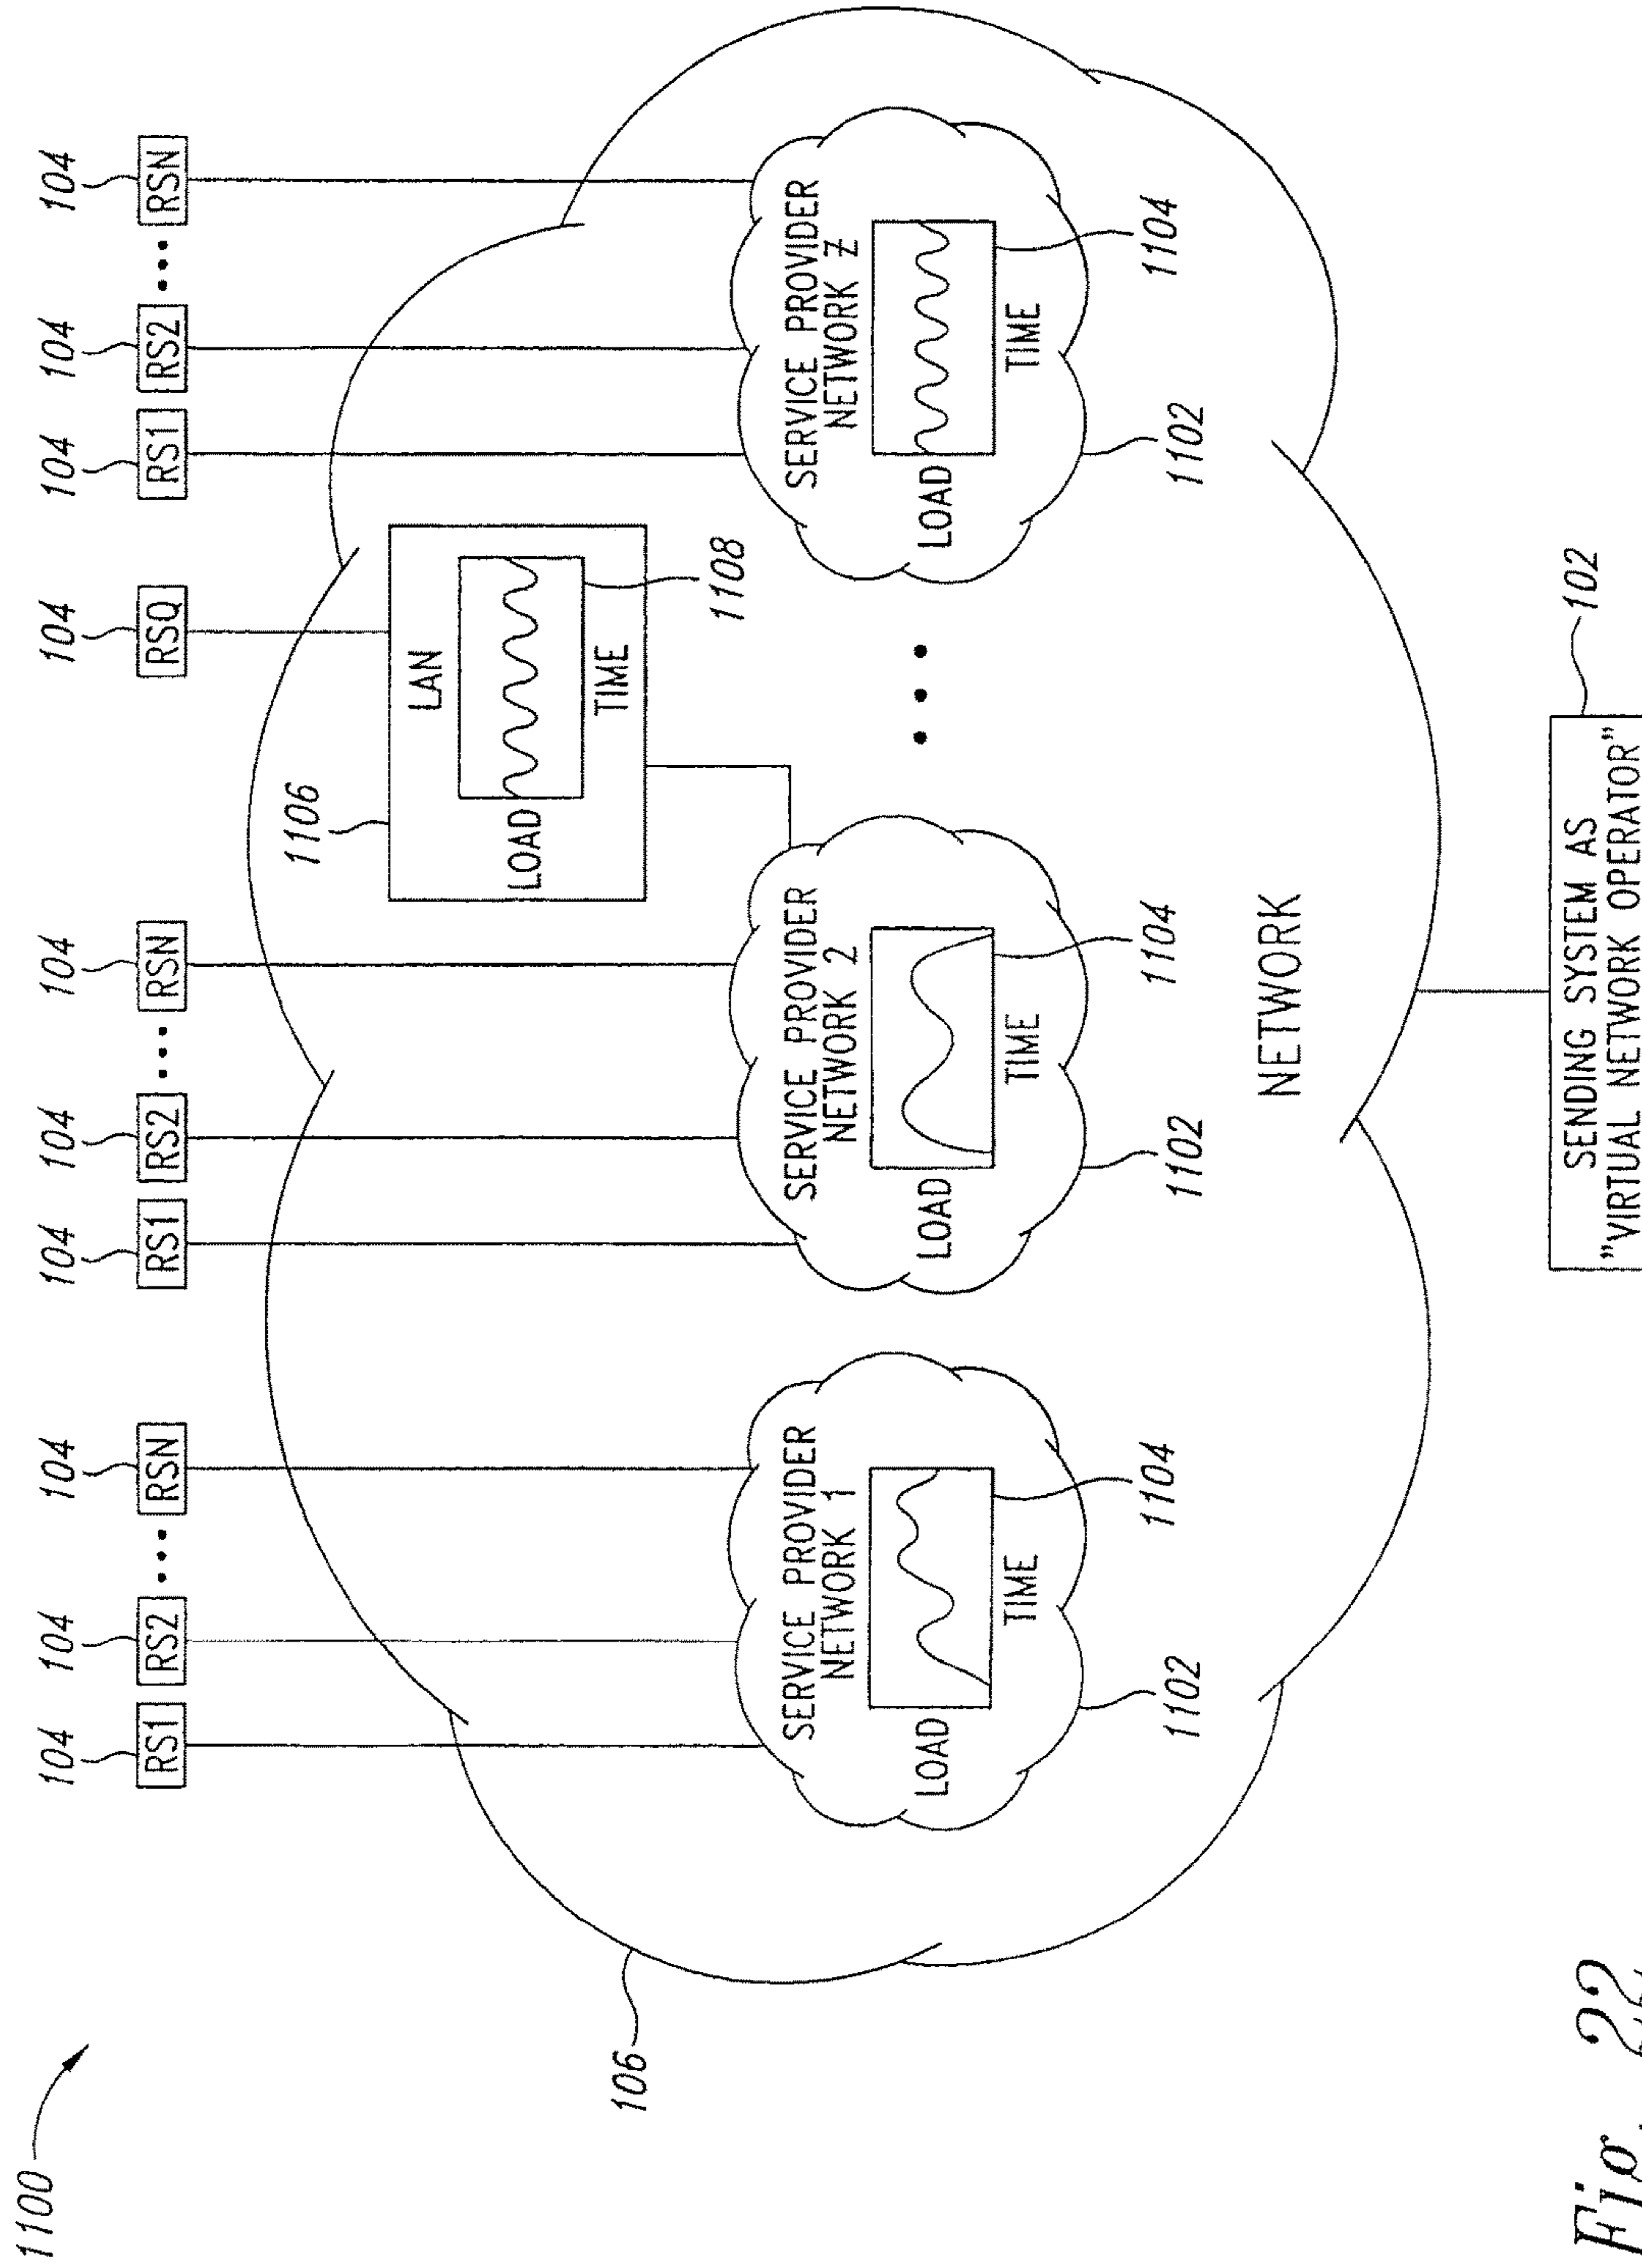 1100
104 104 104 104 104 104 104 104 104 104
RS1 RS2 ••• RSN RS1 RS2 ••• RSN RSQ RS1 RS2 ••• RSN
106
1106
LAN
LOAD
TIME
1108
SERVICE PROVIDER
NETWORK 1
LOAD
TIME
1102
1104
SERVICE PROVIDER
NETWORK 2
LOAD
TIME
1102
1104
•••
SERVICE PROVIDER
NETWORK Z
LOAD
TIME
1102
1104
NETWORK
102
SENDING SYSTEM AS
"VIRTUAL NETWORK OPERATOR"
Fig. 22